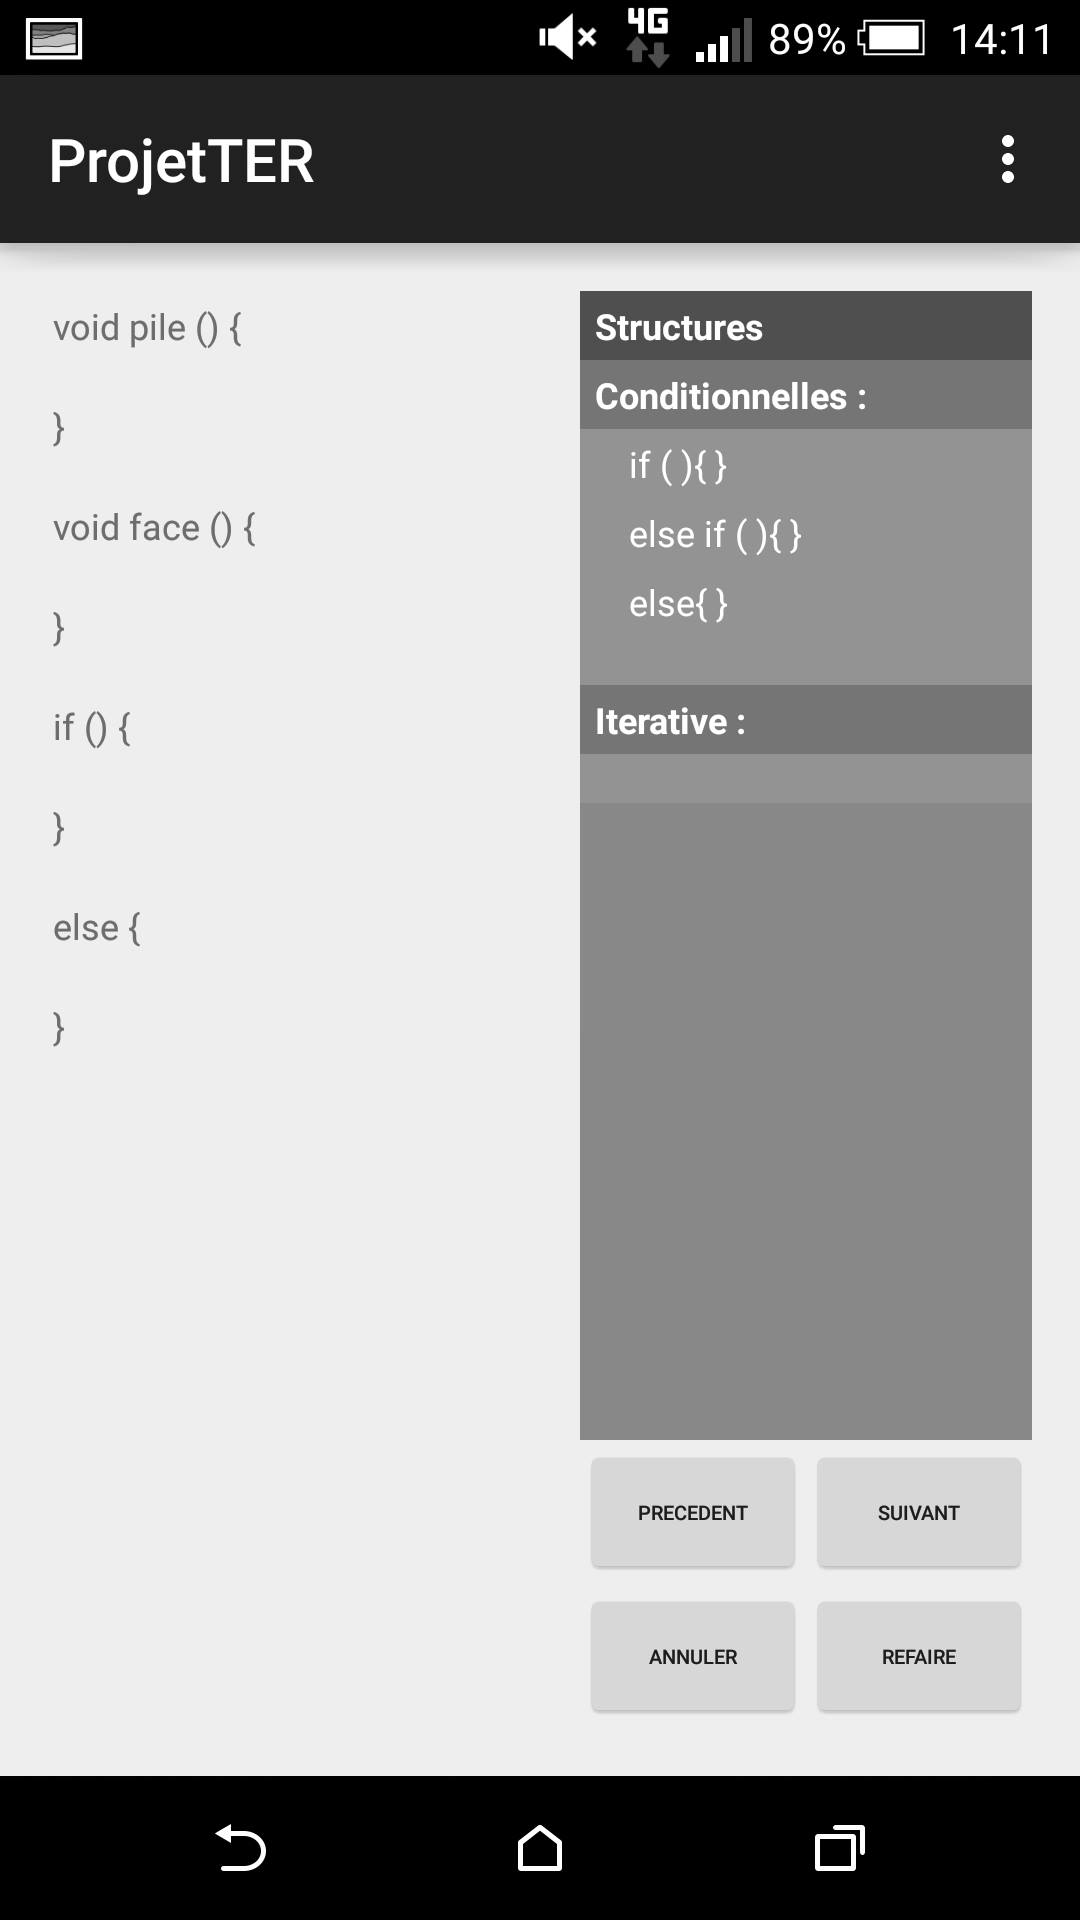 4G 89% 14:11
ProjetTER
void pile () {
}
void face () {
}
if () {
}
else {
}
Structures
Conditionnelles :
if ( ){ }
else if ( ){ }
else{ }
Iterative :
PRECEDENT SUIVANT
ANNULER REFAIRE